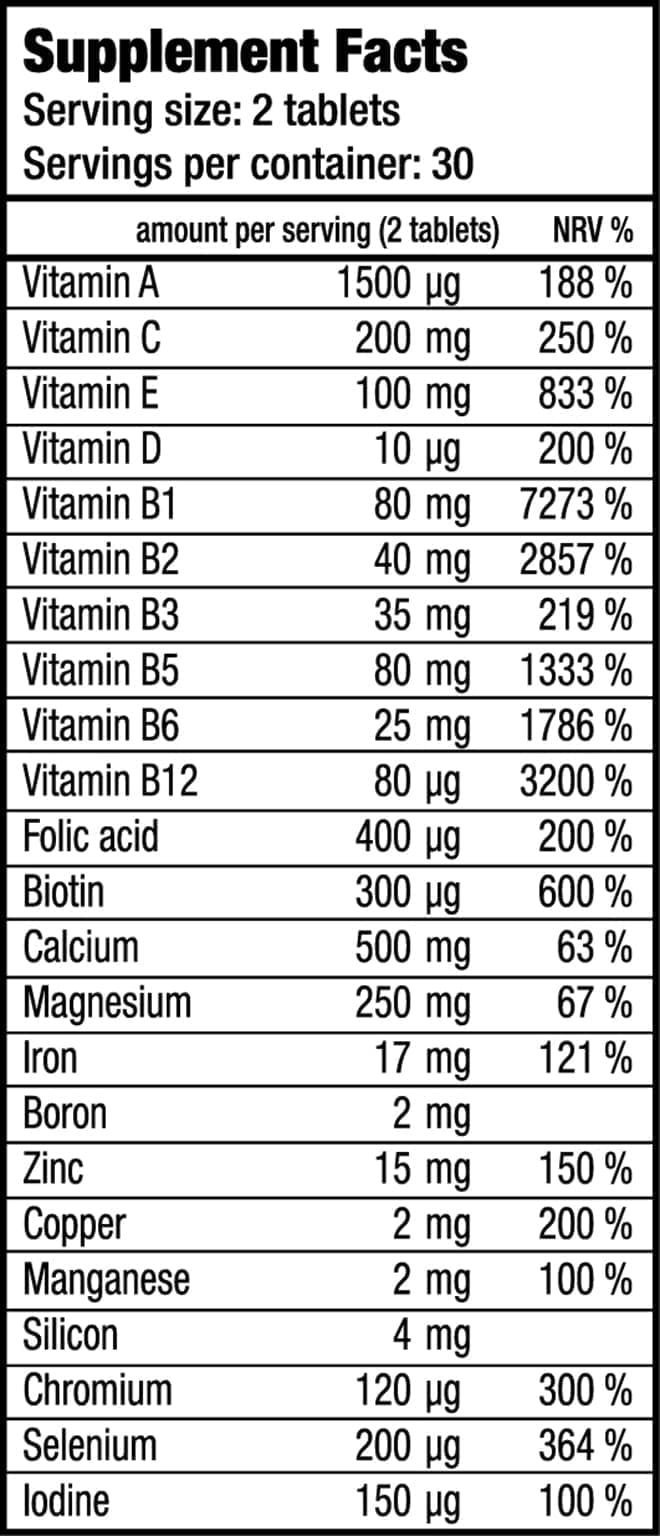 Supplement Facts
Serving size: 2 tablets
Servings per container: 30
amount per serving (2 tablets) NRV %
Vitamin A 1500 µg 188 %
Vitamin C 200 mg 250 %
Vitamin E 100 mg 833 %
Vitamin D 10 µg 200 %
Vitamin B1 80 mg 7273 %
Vitamin B2 40 mg 2857 %
Vitamin B3 35 mg 219 %
Vitamin B5 80 mg 1333 %
Vitamin B6 25 mg 1786 %
Vitamin B12 80 µg 3200 %
Folic acid 400 µg 200 %
Biotin 300 µg 600 %
Calcium 500 mg 63 %
Magnesium 250 mg 67 %
Iron 17 mg 121 %
Boron 2 mg
Zinc 15 mg 150 %
Copper 2 mg 200 %
Manganese 2 mg 100 %
Silicon 4 mg
Chromium 120 µg 300 %
Selenium 200 µg 364 %
Iodine 150 µg 100 %